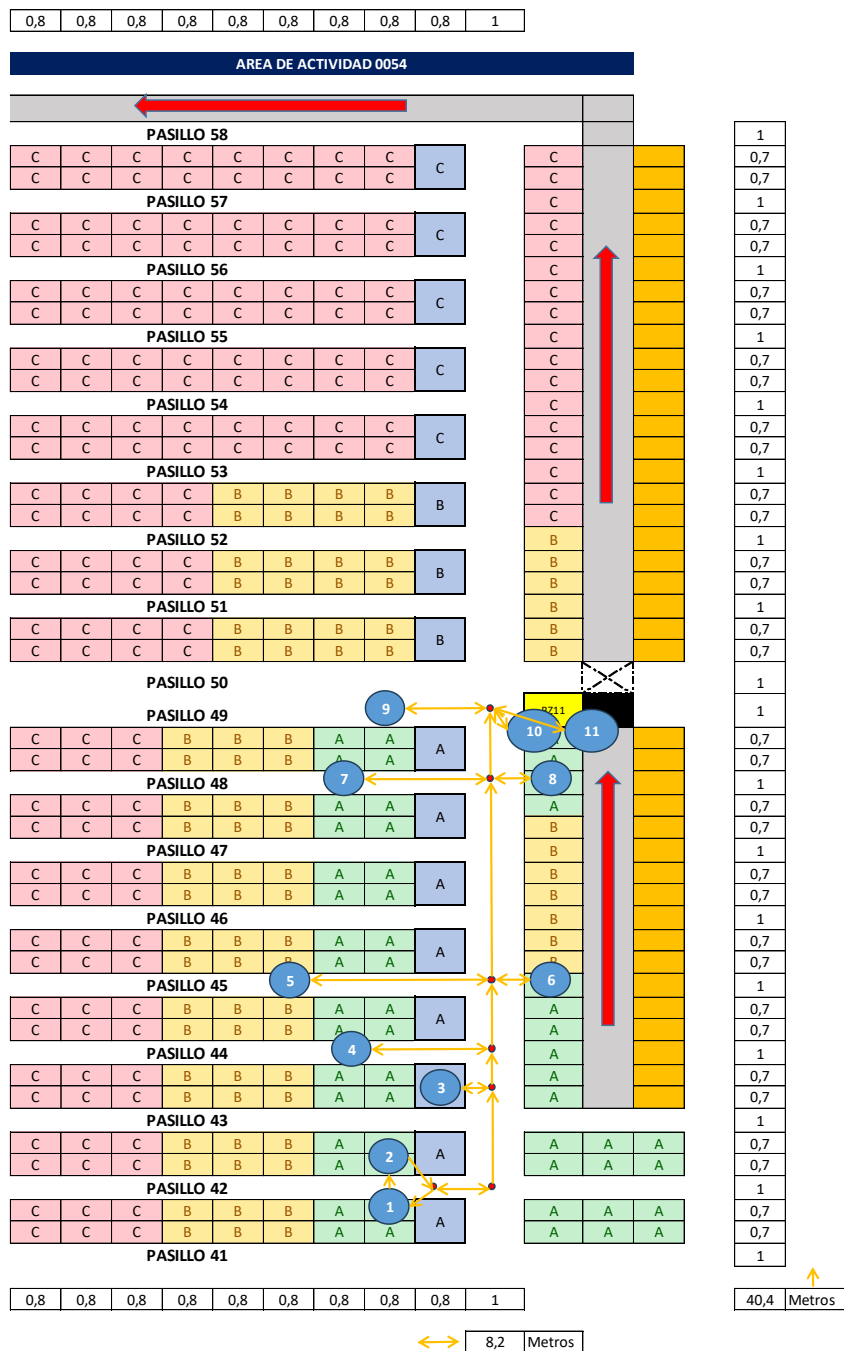 0,8 0,8 0,8 0,8 0,8 0,8 0,8 0,8 0,8 1
AREA DE ACTIVIDAD 0054
PASILLO 58 1
C C C C C C C C C 0,7
C
C C C C C C C C C 0,7
PASILLO 57 C 1
C C C C C C C C C 0,7
C
C C C C C C C C C 0,7
PASILLO 56 C 1
C C C C C C C C C 0,7
C
C C C C C C C C C 0,7
PASILLO 55 C 1
C C C C C C C C C 0,7
C
C C C C C C C C C 0,7
PASILLO 54 C 1
C C C C C C C C C 0,7
C
C C C C C C C C C 0,7
PASILLO 53 C 1
C C C C B B B B C 0,7
B
C C C C B B B B C 0,7
PASILLO 52 B 1
C C C C B B B B B 0,7
B
C C C C B B B B B 0,7
PASILLO 51 B 1
C C C C B B B B B 0,7
B
C C C C B B B B B 0,7
PASILLO 50 1
9
PASILLO 49 1
10 11
C C C B B B A A 0,7
A
C C C B B B A A A 0,7
7 8
PASILLO 48 1
C C C B B B A A A 0,7
A
C C C B B B A A B 0,7
PASILLO 47 B 1
C C C B B B A A B 0,7
A
C C C B B B A A B 0,7
PASILLO 46 B 1
C C C B B B A A B 0,7
A
C C C B B B A A B 0,7
5 6
PASILLO 45 1
C C C B B B A A A 0,7
A
C C C B B B A A A 0,7
4
PASILLO 44 A 1
C C C B B B A A A 0,7
3
C C C B B B A A A 0,7
PASILLO 43 1
C C C B B B A A A A 0,7
2 A
C C C B B B A A A A 0,7
PASILLO 42 1
C C C B B B A A A A 0,7
1 A
C C C B B B A A A A A 0,7
PASILLO 41 1
0,8 0,8 0,8 0,8 0,8 0,8 0,8 0,8 0,8 1 40,4 Metros
8,2 Metros